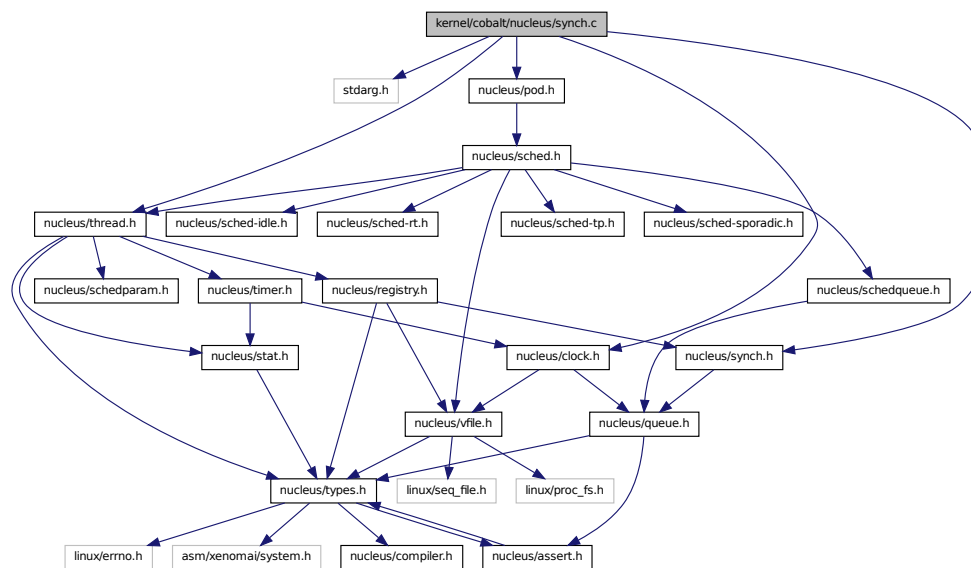 kernel/cobalt/nucleus/synch.c
stdarg.h
nucleus/pod.h
nucleus/sched.h
nucleus/thread.h
nucleus/sched-idle.h
nucleus/sched-rt.h
nucleus/sched-tp.h
nucleus/sched-sporadic.h
nucleus/schedparam.h
nucleus/timer.h
nucleus/registry.h
nucleus/schedqueue.h
nucleus/stat.h
nucleus/clock.h
nucleus/synch.h
nucleus/vfile.h
nucleus/queue.h
nucleus/types.h
linux/seq_file.h
linux/proc_fs.h
linux/errno.h
asm/xenomai/system.h
nucleus/compiler.h
nucleus/assert.h